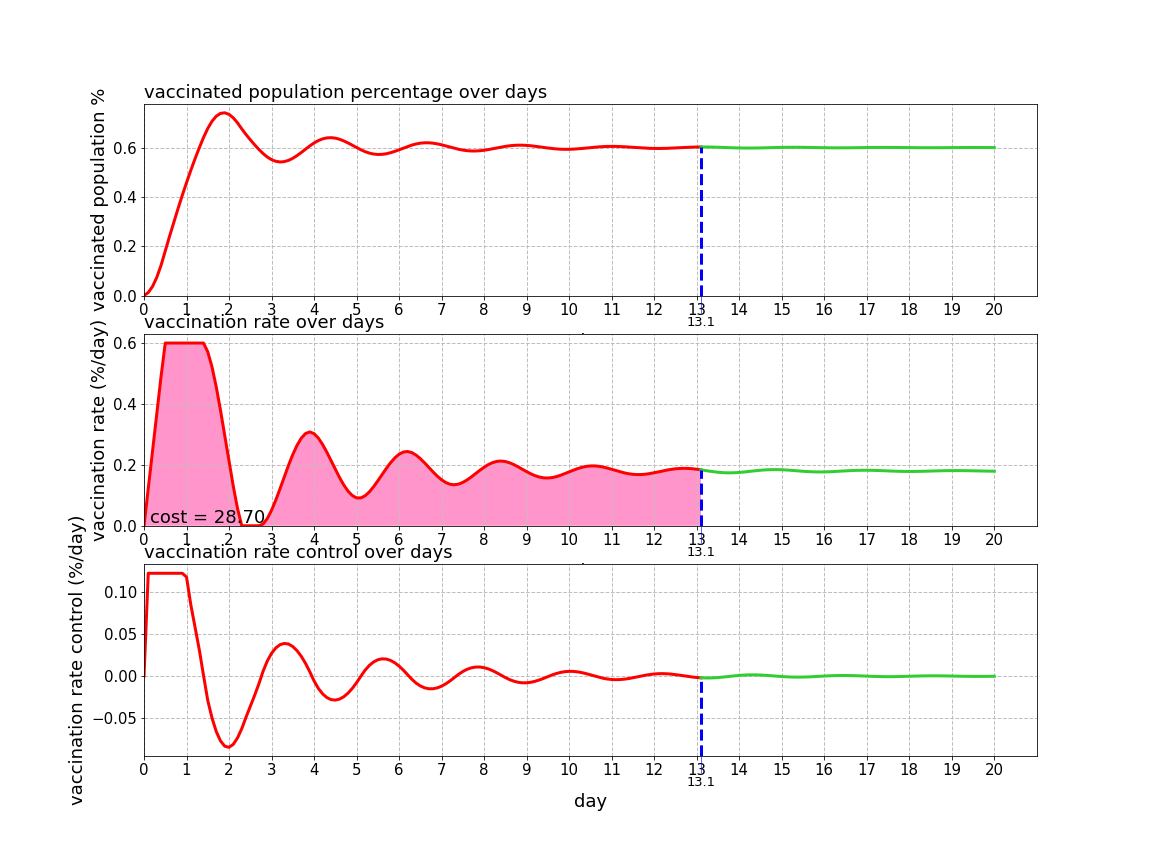 vaccinated population percentage over days
vaccinated population %
0.6
0.4
0.2
0.0
0 1 2 3 4 5 6 7 8 9 10 11 12 13 14 15 16 17 18 19 20
13.1
vaccination rate over days
vaccination rate (%/day)
0.6
0.4
0.2
0.0
cost = 28.70
0 1 2 3 4 5 6 7 8 9 10 11 12 13 14 15 16 17 18 19 20
13.1
vaccination rate control over days
vaccination rate control (%/day)
0.10
0.05
0.00
−0.05
0 1 2 3 4 5 6 7 8 9 10 11 12 13 14 15 16 17 18 19 20
13.1
day